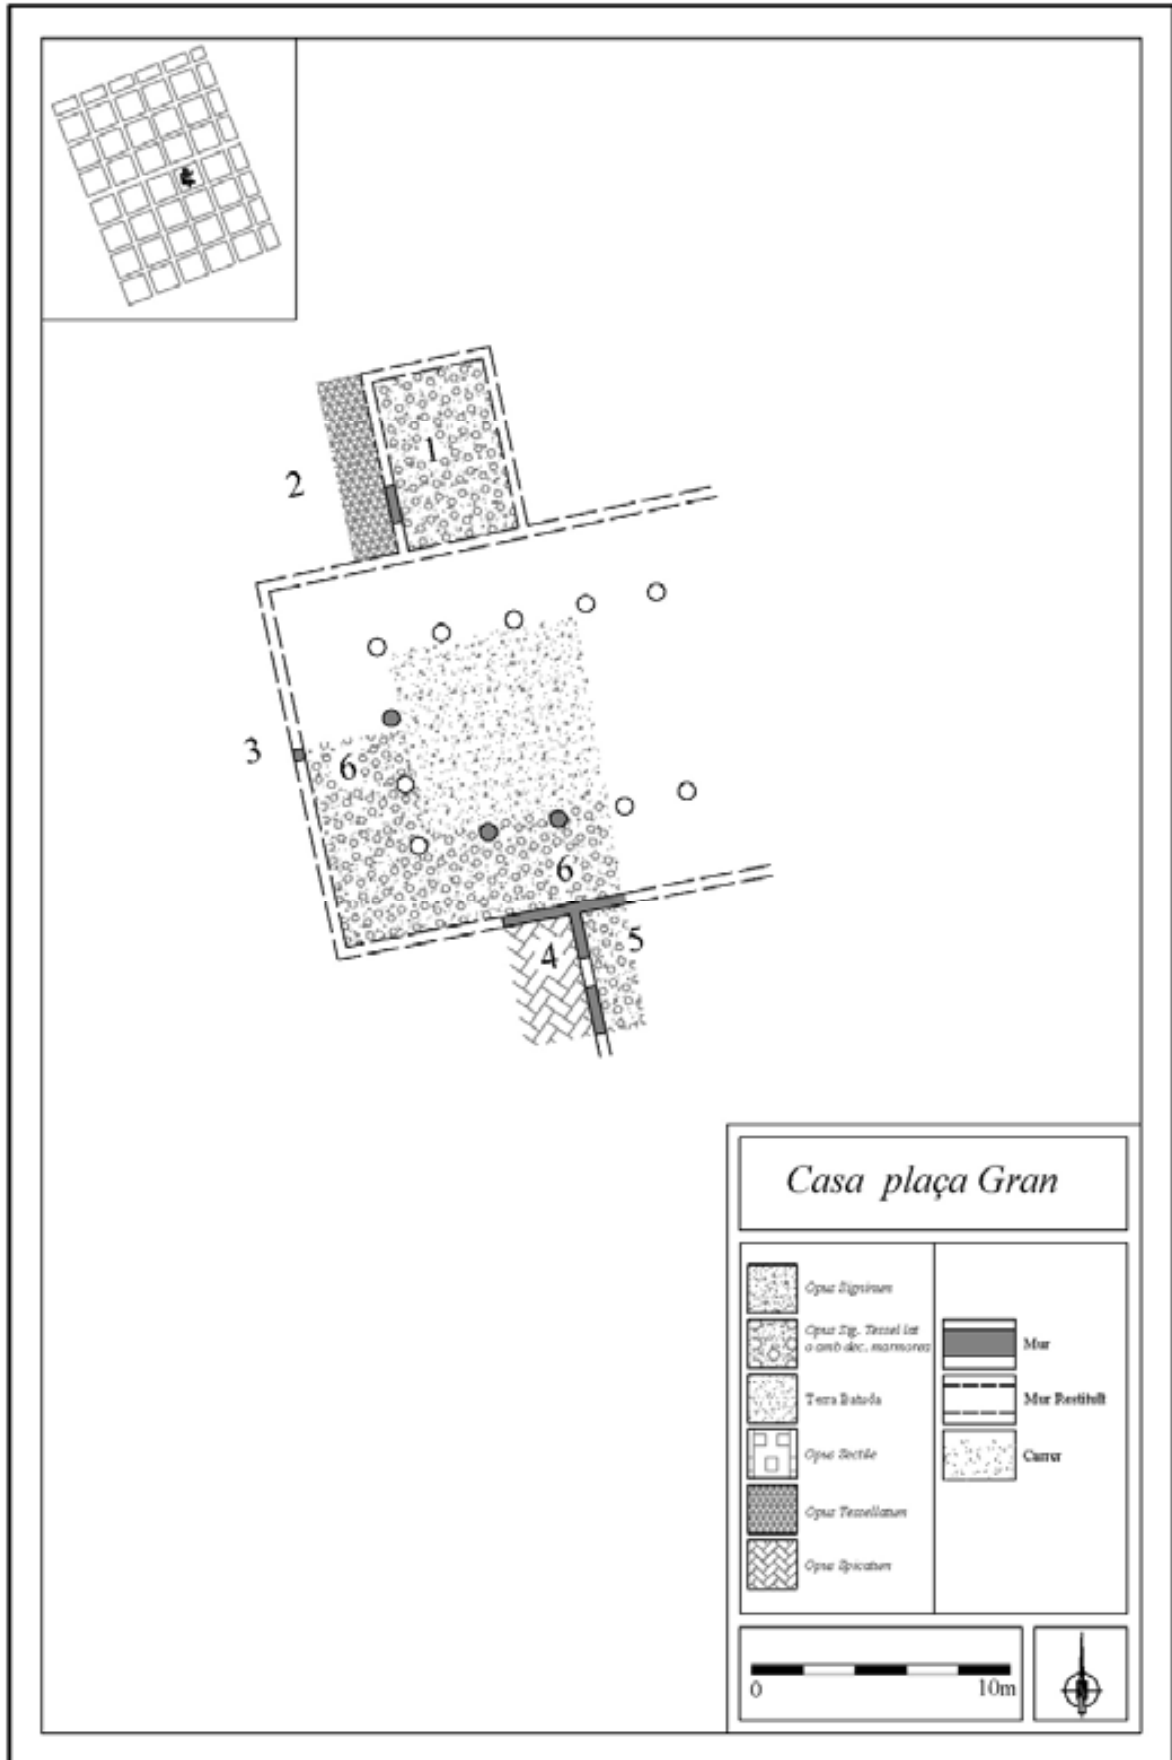 1
2
3
6
6
4
5
Casa plaça Gran
Opus Signinum
Opus Sig. Tessel lat
o amb dec. marmorea
Terra Batuda
Opus Sectile
Opus Tessellatum
Opus Spicatum
Mur
Mur Restituït
Carrer
0
10m